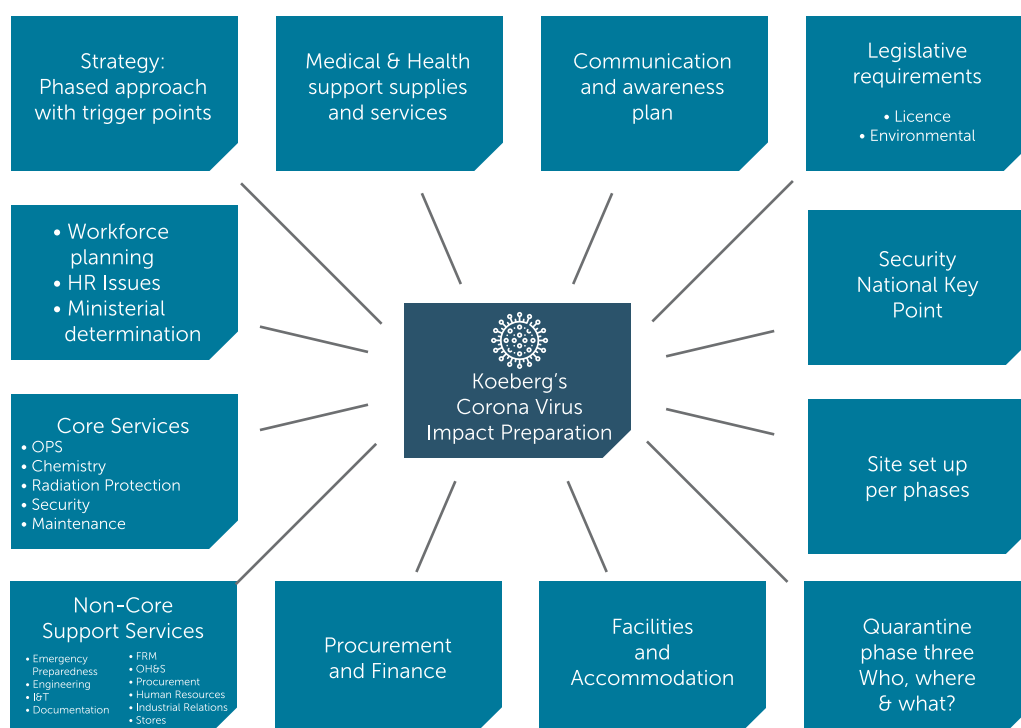 Strategy:
Phased approach
with trigger points
Medical & Health
support supplies
and services
Communication
and awareness
plan
Legislative
requirements
• Licence
• Environmental
• Workforce
planning
• HR Issues
• Ministerial
determination
Security
National Key
Point
Koeberg's
Corona Virus
Impact Preparation
Core Services
• OPS
• Chemistry
• Radiation Protection
• Security
• Maintenance
Site set up
per phases
Non-Core
Support Services
• Emergency
Preparedness
• Engineering
• I&T
• Documentation
• FRM
• OH&S
• Procurement
• Human Resources
• Industrial Relations
• Stores
Procurement
and Finance
Facilities
and
Accommodation
Quarantine
phase three
Who, where
& what?